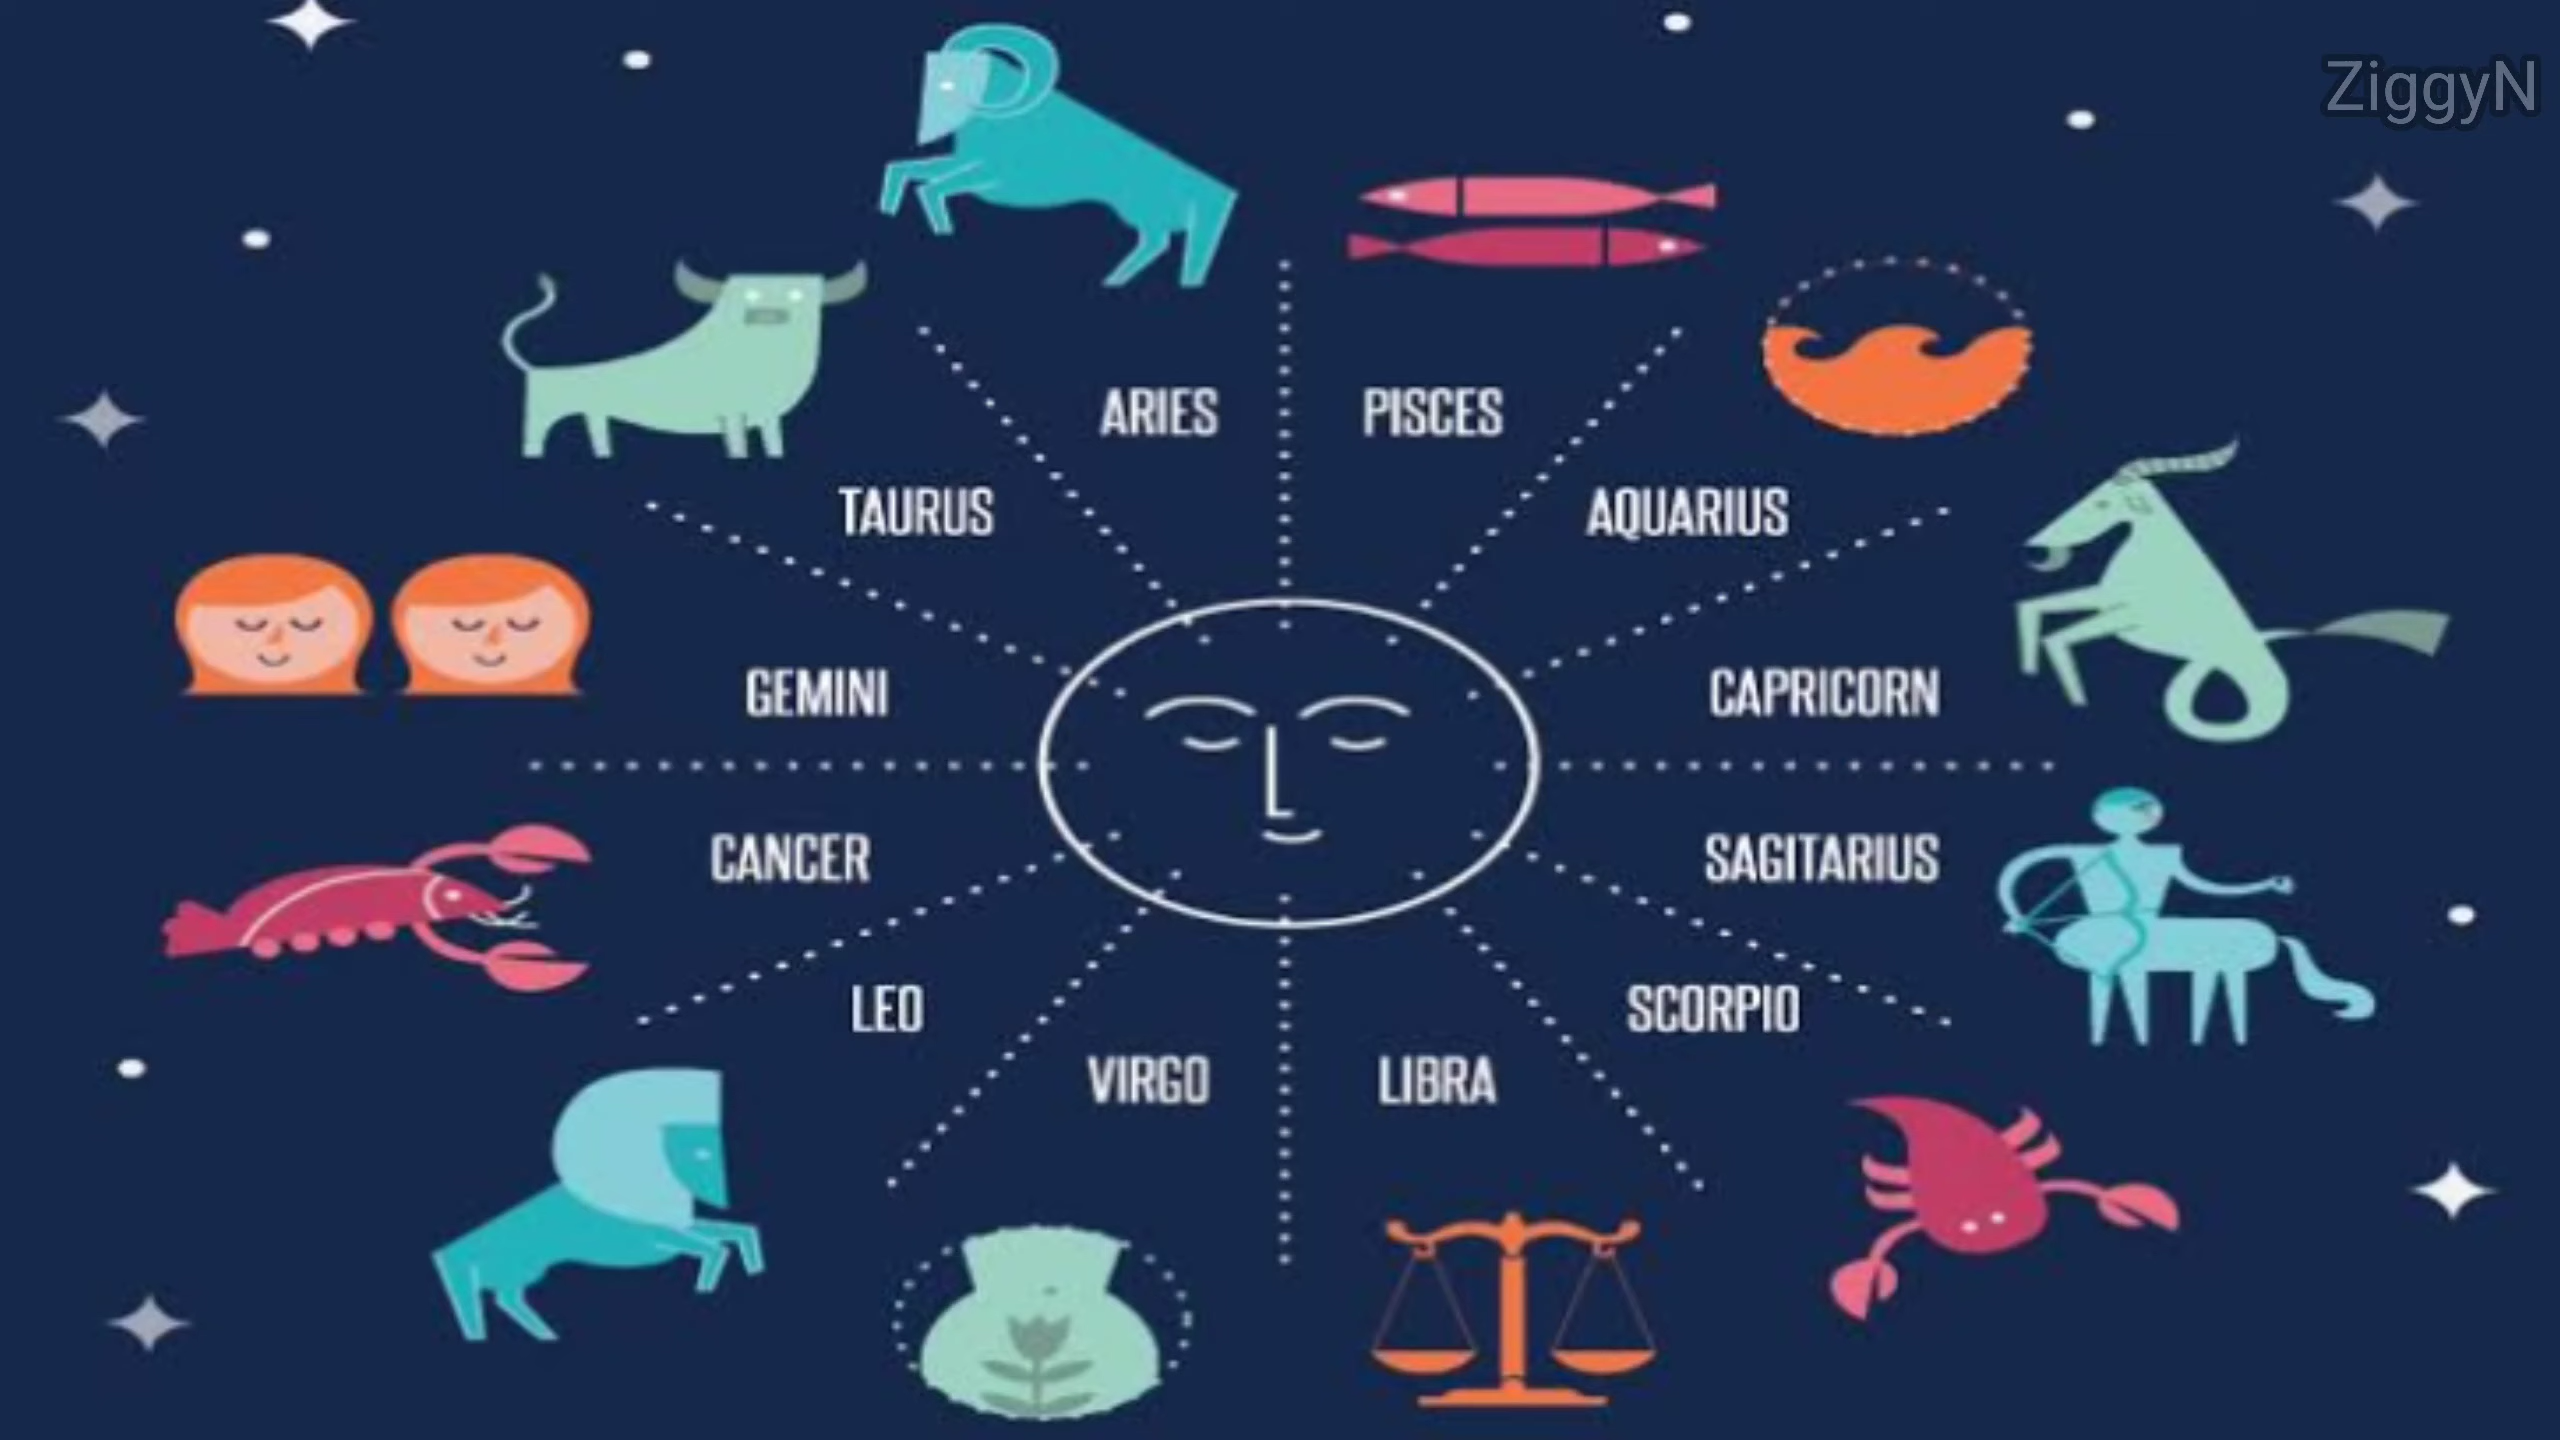 ZiggyN
ARIES
PISCES
TAURUS
AQUARIUS
GEMINI
CAPRICORN
CANCER
SAGITARIUS
LEO
SCORPIO
VIRGO
LIBRA